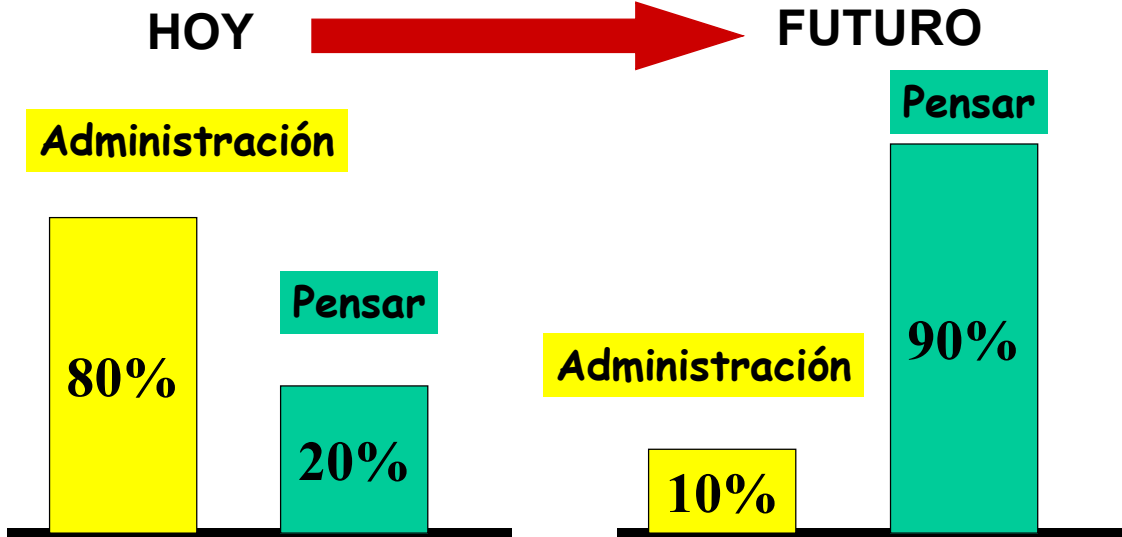 HOY
FUTURO
Administración
80%
Pensar
20%
Administración
10%
Pensar
90%